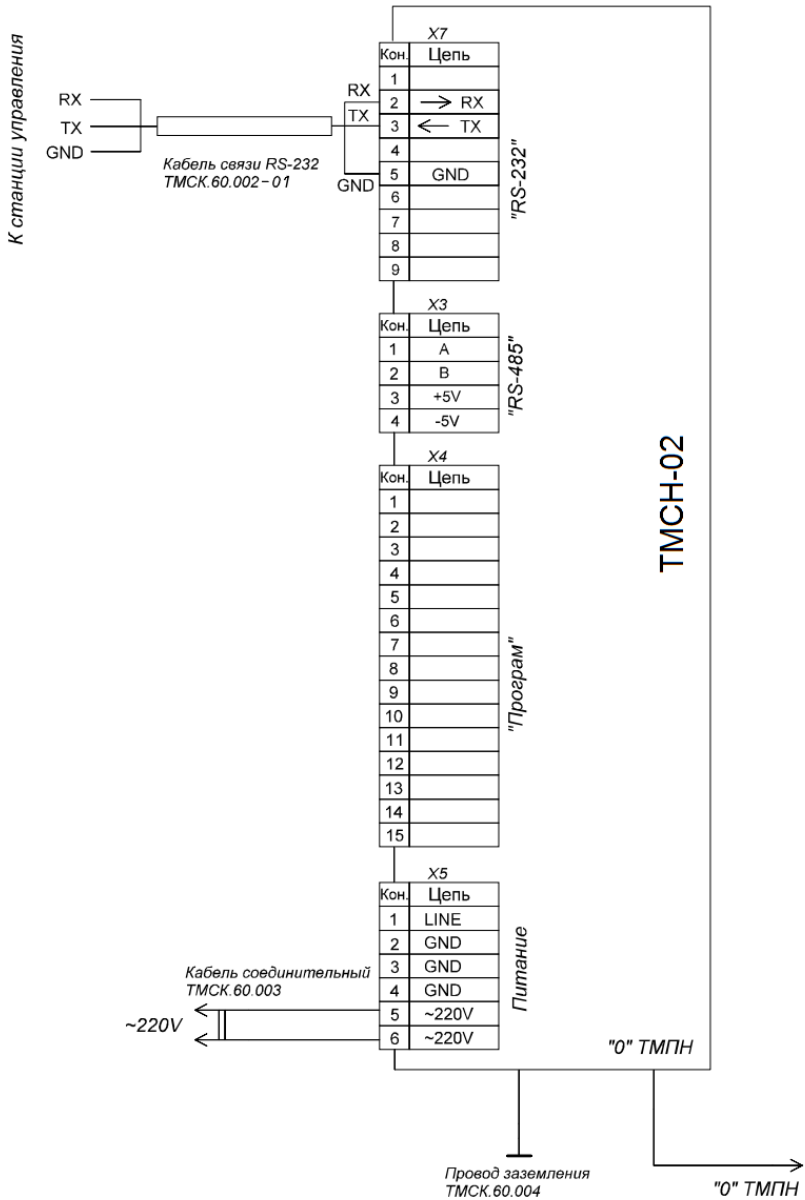 К станции управления
RX
TX
GND
Кабель связи RS-232
ТМСК.60.002-01
RX
TX
GND
X7
Кон. Цепь
1
2 RX
3 TX
4
5 GND
6
7
8
9
"RS-232"
X3
Кон. Цепь
1 A
2 B
3 +5V
4 -5V
"RS-485"
X4
Кон. Цепь
1
2
3
4
5
6
7
8
9
10
11
12
13
14
15
"Програм"
ТМСН-02
X5
Кон. Цепь
1 LINE
2 GND
3 GND
4 GND
5 ~220V
6 ~220V
Питание
Кабель соединительный
ТМСК.60.003
~220V
"0" ТМПН
Провод заземления
ТМСК.60.004
"0" ТМПН